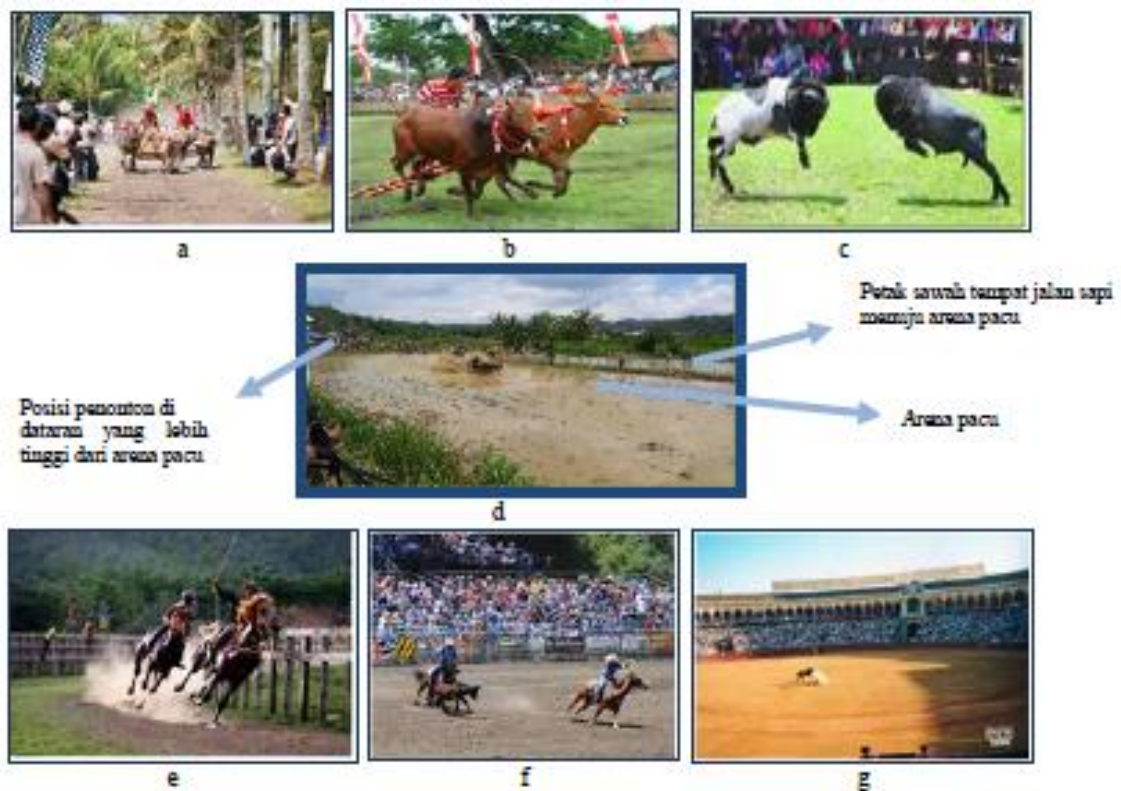 a
b
c
Petak sawah tempat jalan sapi
menuju arena pacu
Posisi penonton di
dataran yang lebih
tinggi dari arena pacu
Arena pacu
d
e
f
g